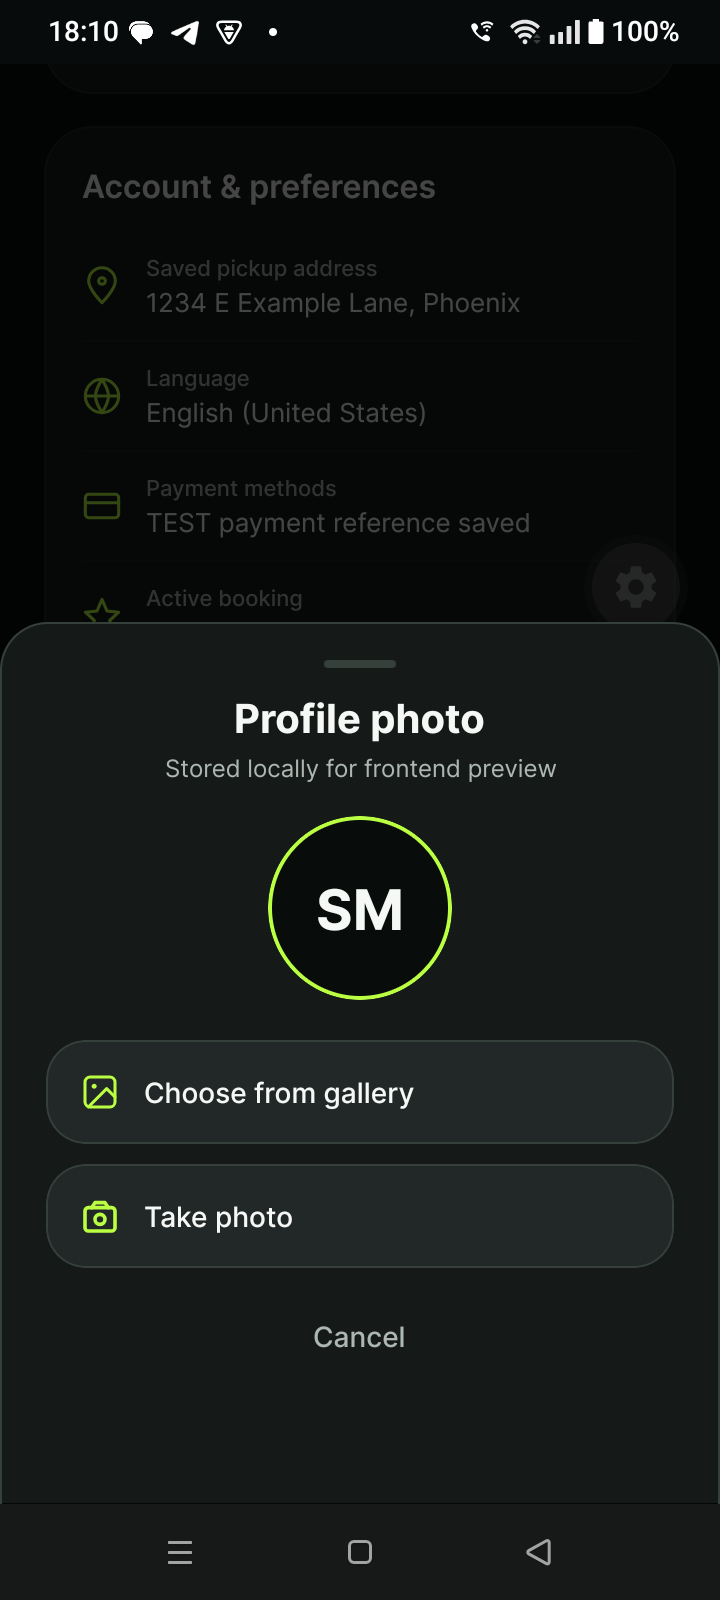 18:10
100%
Account & preferences
Saved pickup address
1234 E Example Lane, Phoenix
Language
English (United States)
Payment methods
TEST payment reference saved
Active booking
Profile photo
Stored locally for frontend preview
SM
Choose from gallery
Take photo
Cancel